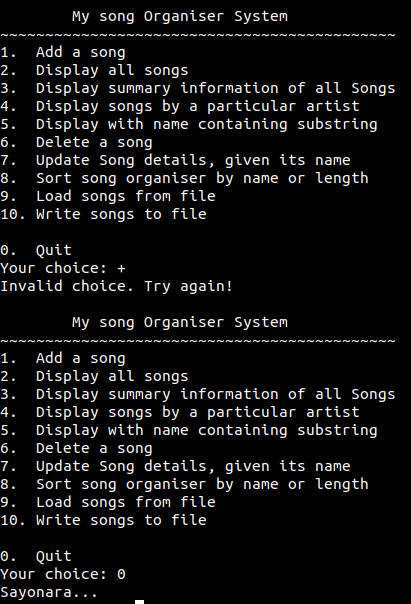 My song Organiser System
~~~~~~~~~~~~~~~~~~~~~~~~~~~~~~~~~~~~~~~~~~~~
1.  Add a song
2.  Display all songs
3.  Display summary information of all Songs
4.  Display songs by a particular artist
5.  Display with name containing substring
6.  Delete a song
7.  Update Song details, given its name
8.  Sort song organiser by name or length
9.  Load songs from file
10. Write songs to file
0.  Quit
Your choice: +
Invalid choice. Try again!
My song Organiser System
~~~~~~~~~~~~~~~~~~~~~~~~~~~~~~~~~~~~~~~~~~~~
1.  Add a song
2.  Display all songs
3.  Display summary information of all Songs
4.  Display songs by a particular artist
5.  Display with name containing substring
6.  Delete a song
7.  Update Song details, given its name
8.  Sort song organiser by name or length
9.  Load songs from file
10. Write songs to file
0.  Quit
Your choice: 0
Sayonara...